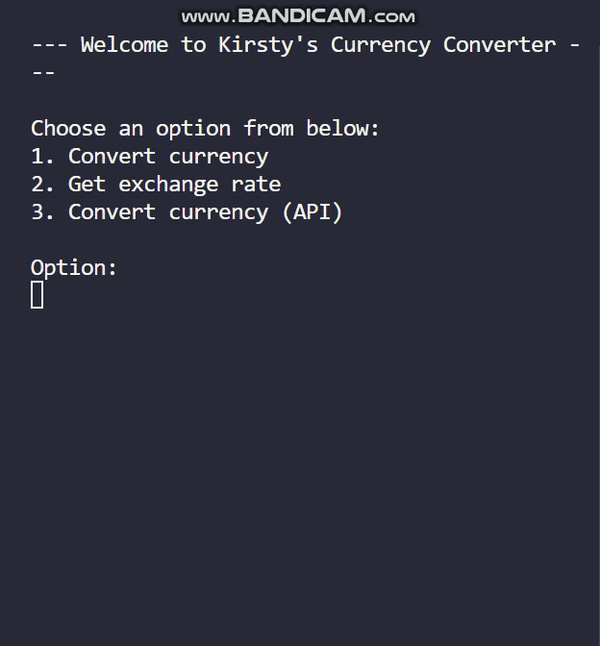 www.BANDICAM.com
--- Welcome to Kirsty's Currency Converter -
--
Choose an option from below:
1. Convert currency
2. Get exchange rate
3. Convert currency (API)
Option: